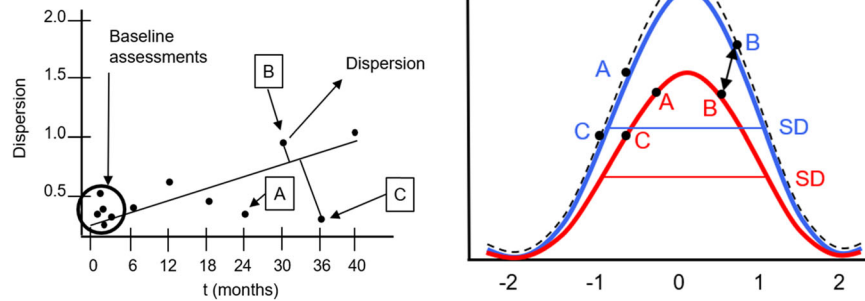 2.0
Baseline
assessments
B
Dispersion
1.5
Dispersion
1.0
0.5
A
C
0 6 12 18 24 30 36 40
t (months)
B
A
A
B
C
C
SD
SD
-2 -1 0 1 2